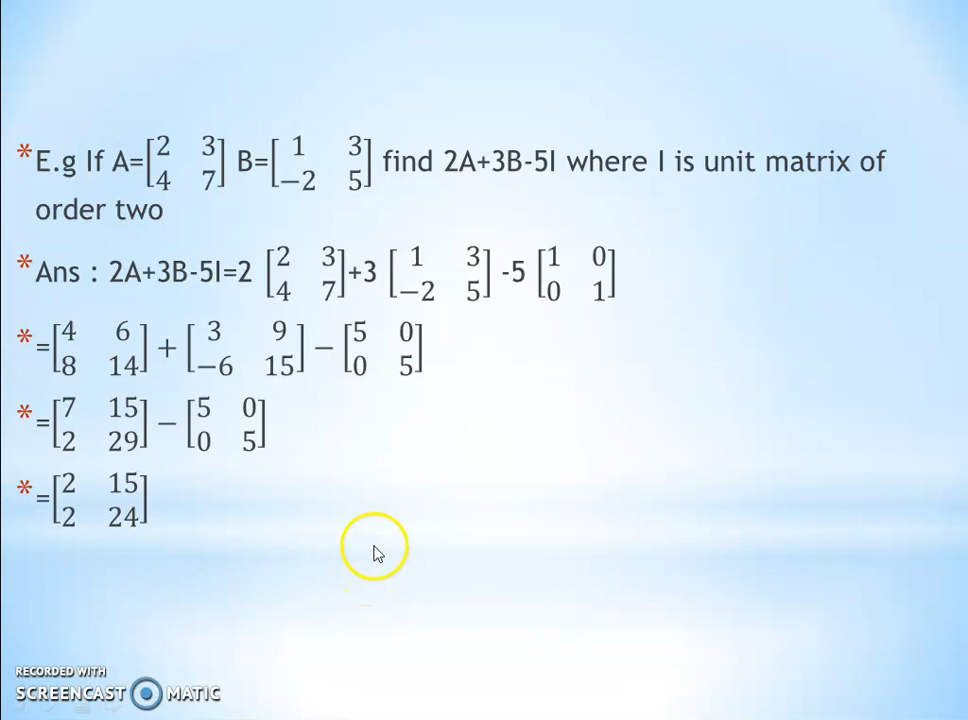 * E.g If A=[2 3 4 7] B=[1 3 −2 5] find 2A+3B-5I where I is unit matrix of
order two
* Ans : 2A+3B-5I=2 [2 3 4 7]+3 [1 3 −2 5] -5 [1 0 0 1]
* =[4 6 8 14] + [3 9 −6 15] − [5 0 0 5]
* =[7 15 2 29] − [5 0 0 5]
* =[2 15 2 24]
RECORDED WITH
SCREENCAST MATIC